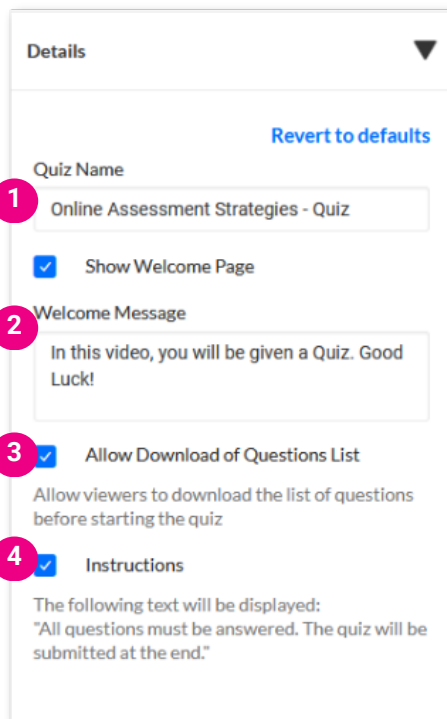 Details
Revert to defaults
Quiz Name
1
Online Assessment Strategies - Quiz
Show Welcome Page
2
Welcome Message
In this video, you will be given a Quiz. Good
Luck!
3
Allow Download of Questions List
Allow viewers to download the list of questions
before starting the quiz
4
Instructions
The following text will be displayed:
"All questions must be answered. The quiz will be
submitted at the end."